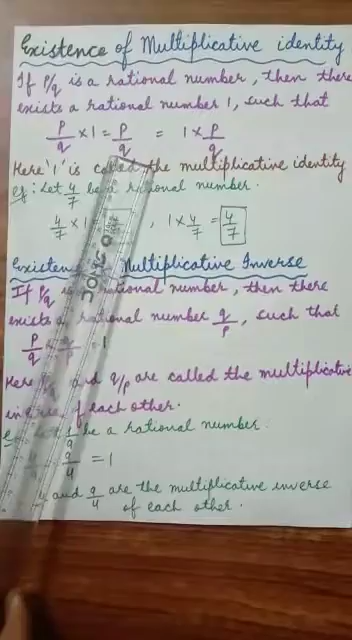 Existence of Multiplicative identity
If P/q is a rational number, then there
exists a rational number 1, such that
p/q × 1 = p/q = 1 × p/q
Here '1' is called the multiplicative identity
eg: Let 4/7 be a rational number.
4/7 × 1 , 1 × 4/7 = 4/7
Multiplicative Inverse
If P/q rational number, then there
exists a rational number q/p, such that
p/q = 1
Here and q/p are called the multiplicative
of each other.
be a rational number.
9/4 = 1
and 9/4 are the multiplicative inverse
of each other.